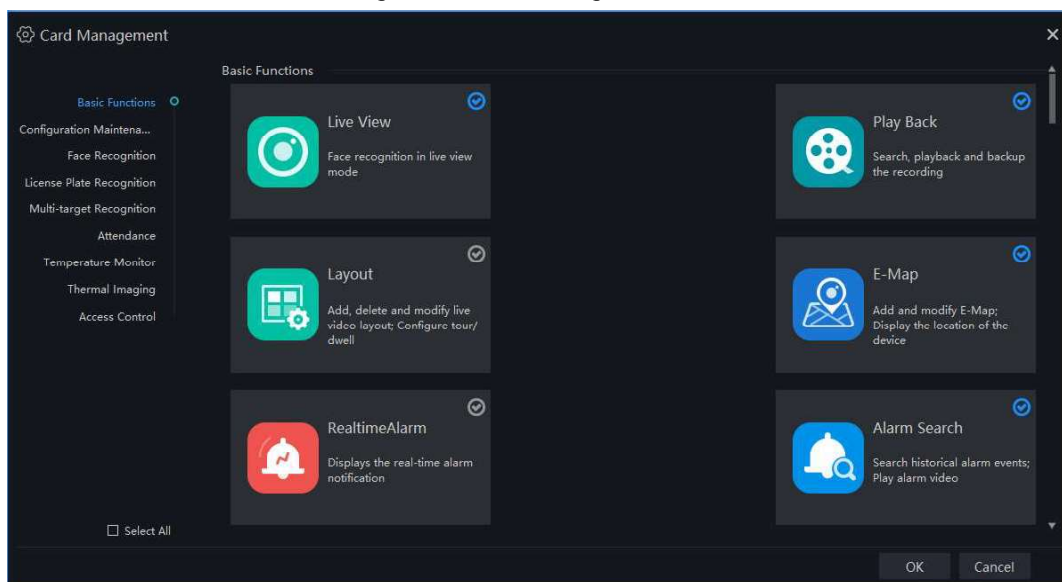 Card Management
Basic Functions
Basic Functions
Configuration Maintena...
Face Recognition
License Plate Recognition
Multi-target Recognition
Attendance
Temperature Monitor
Thermal Imaging
Access Control
Select All
Live View
Face recognition in live view
mode
Play Back
Search, playback and backup
the recording
Layout
Add, delete and modify live
video layout; Configure tour/
dwell
E-Map
Add and modify E-Map;
Display the location of the
device
RealtimeAlarm
Displays the real-time alarm
notification
Alarm Search
Search historical alarm events;
Play alarm video
OK
Cancel